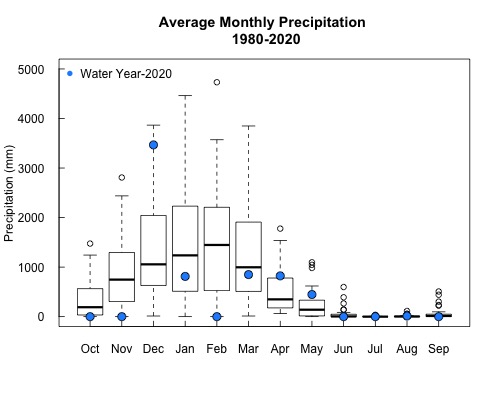 Average Monthly Precipitation
1980-2020
Water Year-2020
Precipitation (mm)
5000
4000
3000
2000
1000
0
Oct Nov Dec Jan Feb Mar Apr May Jun Jul Aug Sep